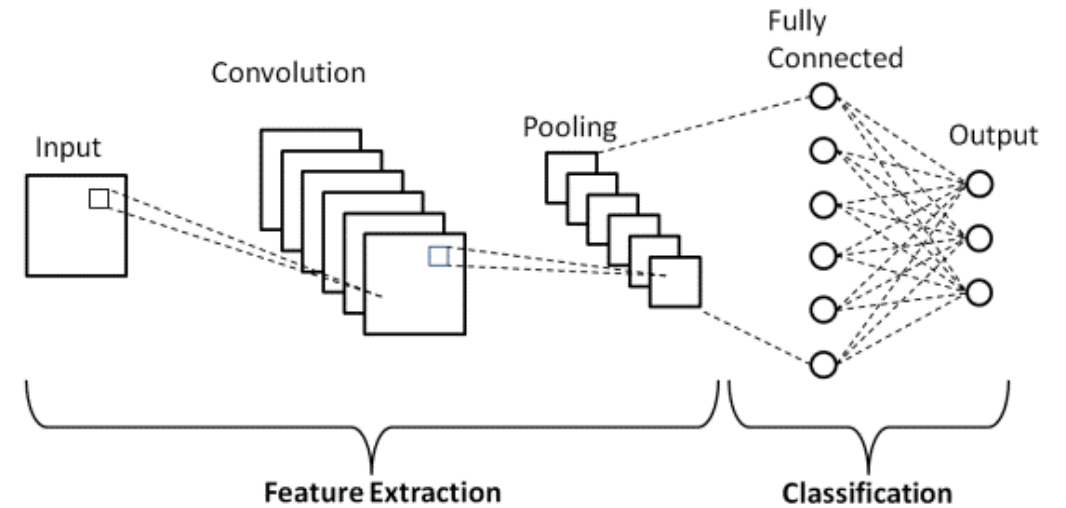 Fully
Connected
Convolution
Pooling
Output
Input
Feature Extraction
Classification